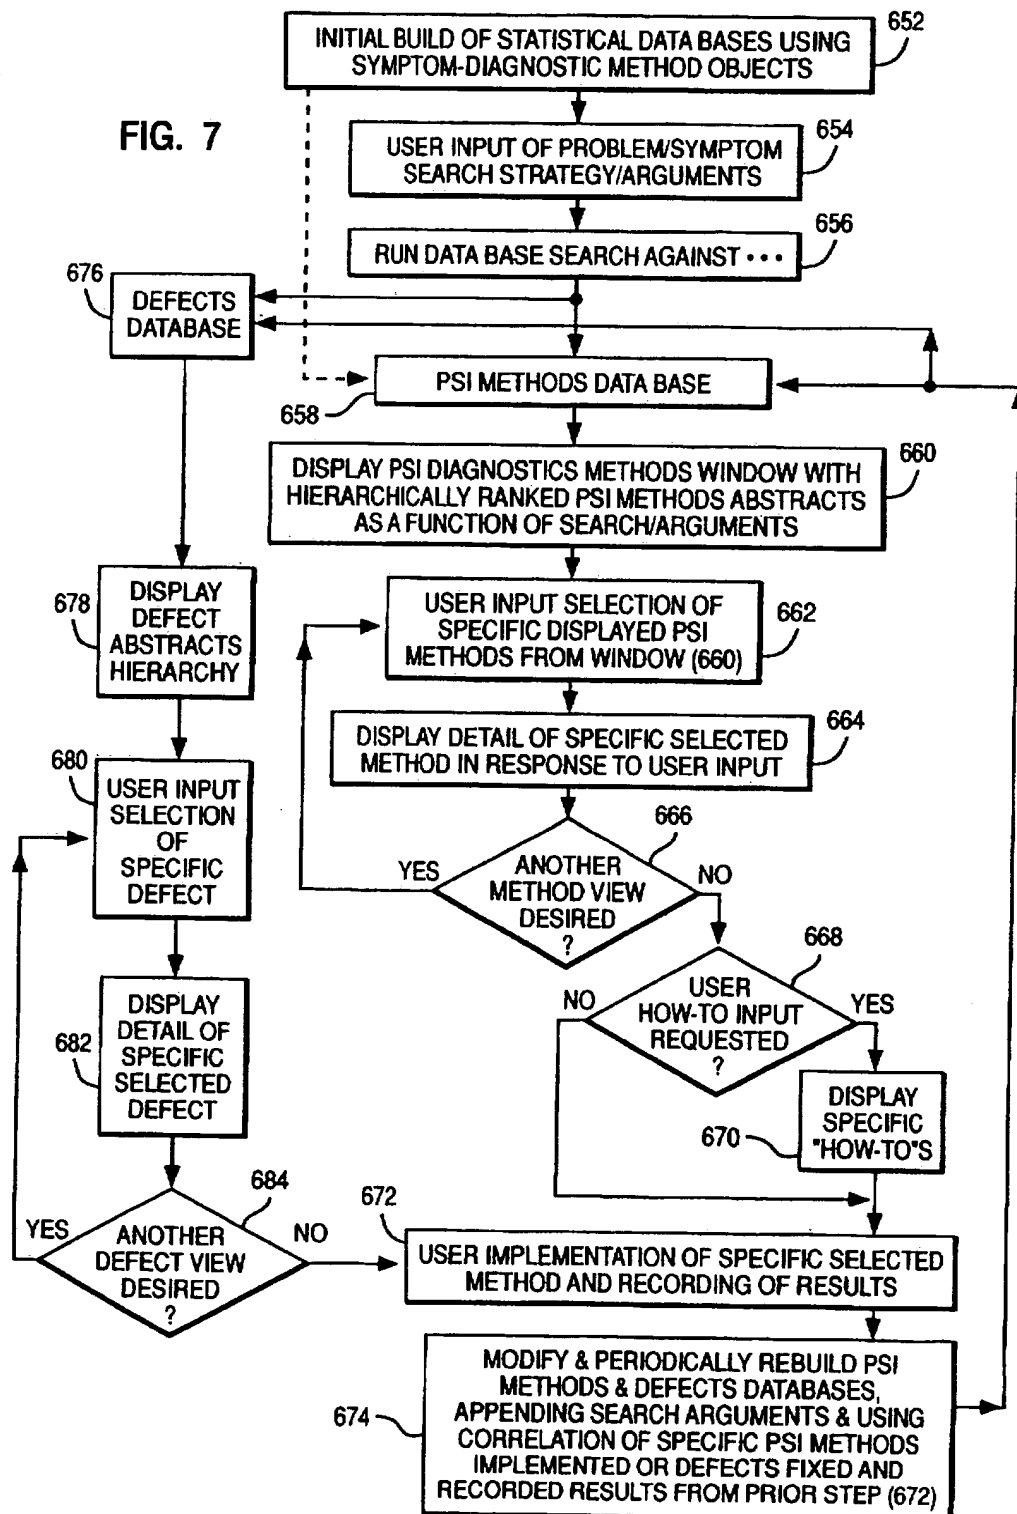 652
INITIAL BUILD OF STATISTICAL DATA BASES USING
SYMPTOM-DIAGNOSTIC METHOD OBJECTS
FIG. 7
654
USER INPUT OF PROBLEM/SYMPTOM
SEARCH STRATEGY/ARGUMENTS
656
RUN DATA BASE SEARCH AGAINST •••
676
DEFECTS
DATABASE
PSI METHODS DATA BASE
658
660
DISPLAY PSI DIAGNOSTICS METHODS WINDOW WITH
HIERARCHICALLY RANKED PSI METHODS ABSTRACTS
AS A FUNCTION OF SEARCH/ARGUMENTS
678
DISPLAY
DEFECT
ABSTRACTS
HIERARCHY
662
USER INPUT SELECTION OF
SPECIFIC DISPLAYED PSI
METHODS FROM WINDOW (660)
664
DISPLAY DETAIL OF SPECIFIC SELECTED
METHOD IN RESPONSE TO USER INPUT
680
USER INPUT
SELECTION
OF
SPECIFIC
DEFECT
666
YES
ANOTHER
METHOD VIEW
DESIRED
?
NO
668
NO
USER
HOW-TO INPUT
REQUESTED
?
YES
682
DISPLAY
DETAIL OF
SPECIFIC
SELECTED
DEFECT
670
DISPLAY
SPECIFIC
"HOW-TO"S
684
YES
ANOTHER
DEFECT VIEW
DESIRED
?
NO
672
USER IMPLEMENTATION OF SPECIFIC SELECTED
METHOD AND RECORDING OF RESULTS
674
MODIFY & PERIODICALLY REBUILD PSI
METHODS & DEFECTS DATABASES,
APPENDING SEARCH ARGUMENTS & USING
CORRELATION OF SPECIFIC PSI METHODS
IMPLEMENTED OR DEFECTS FIXED AND
RECORDED RESULTS FROM PRIOR STEP (672)